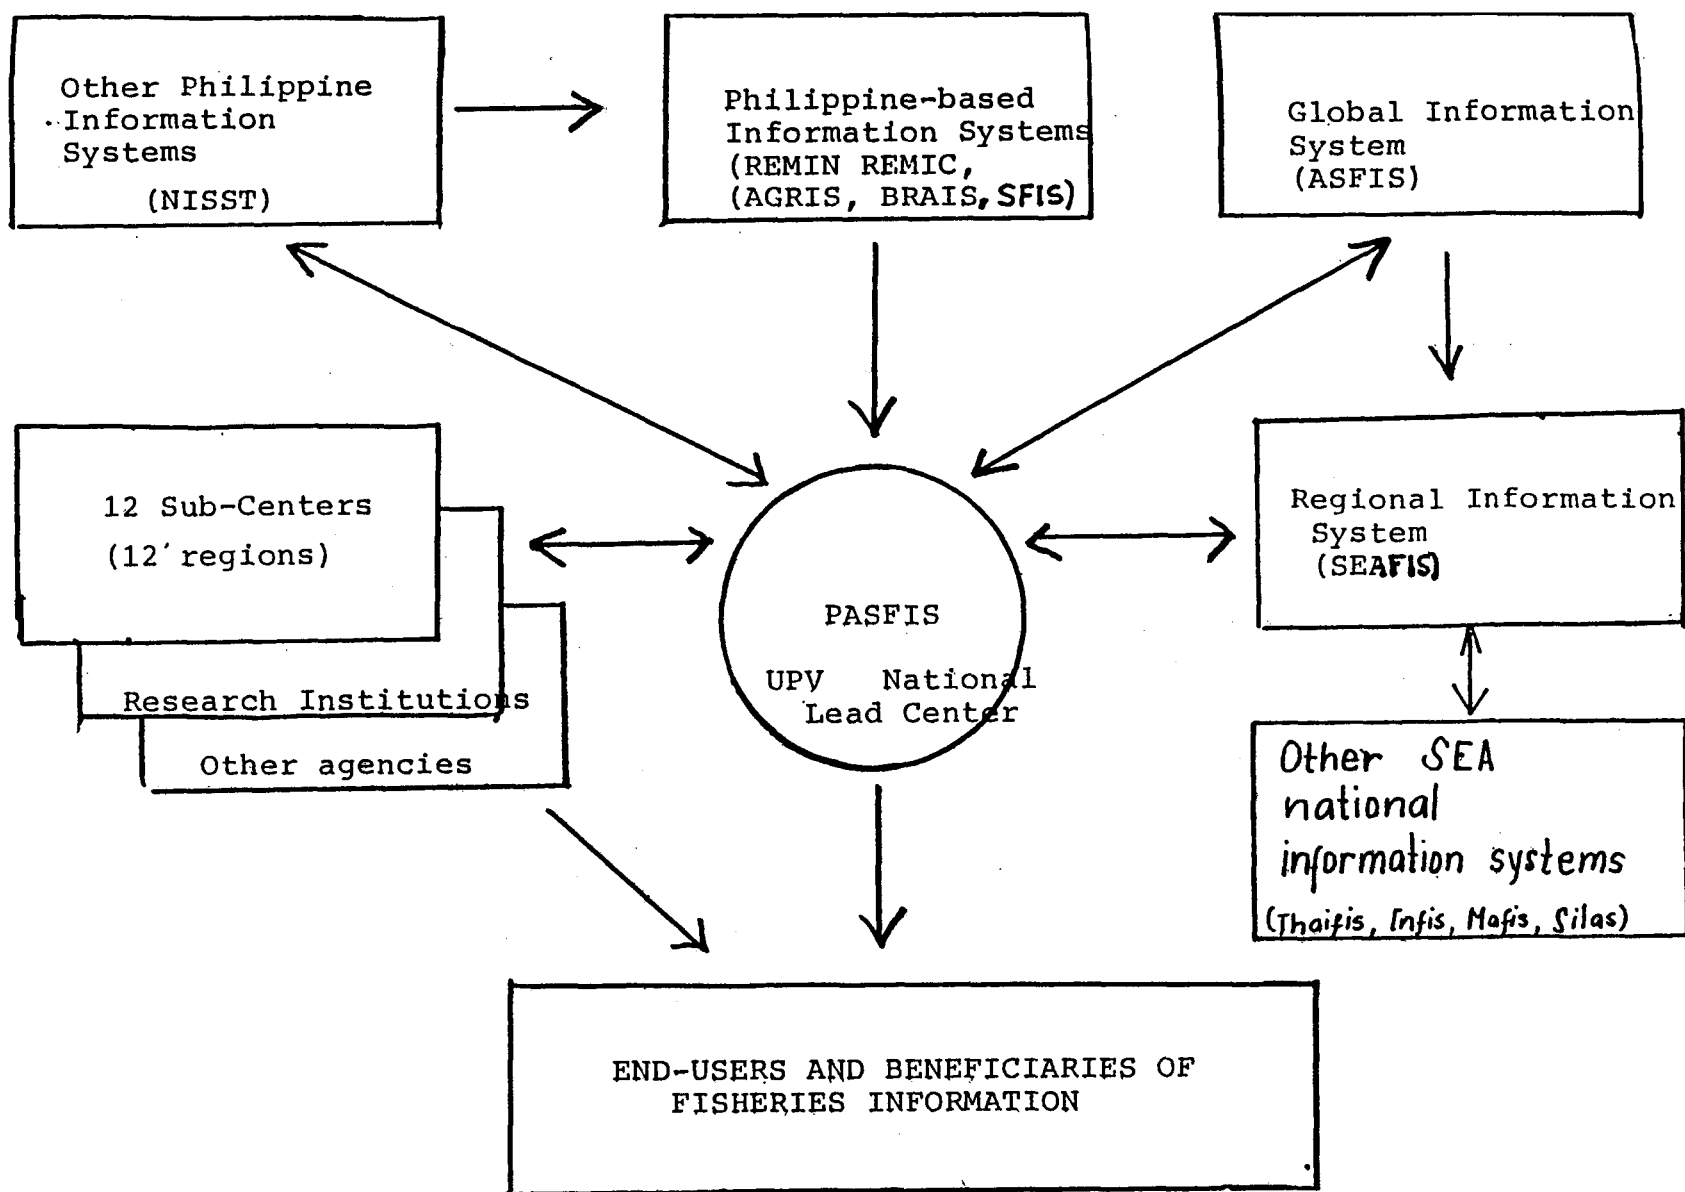 Other Philippine
Information
Systems
(NISST)
Philippine-based
Information Systems
(REMIN REMIC,
(AGRIS, BRAIS, SFIS)
Global Information
System
(ASFIS)
12 Sub-Centers
(12 regions)
Research Institutions
Other agencies
PASFIS
UPV National
Lead Center
Regional Information
System
(SEAFIS)
Other SEA
national
information systems
(Thaifis, Infis, Mafis, Silas)
END-USERS AND BENEFICIARIES OF
FISHERIES INFORMATION